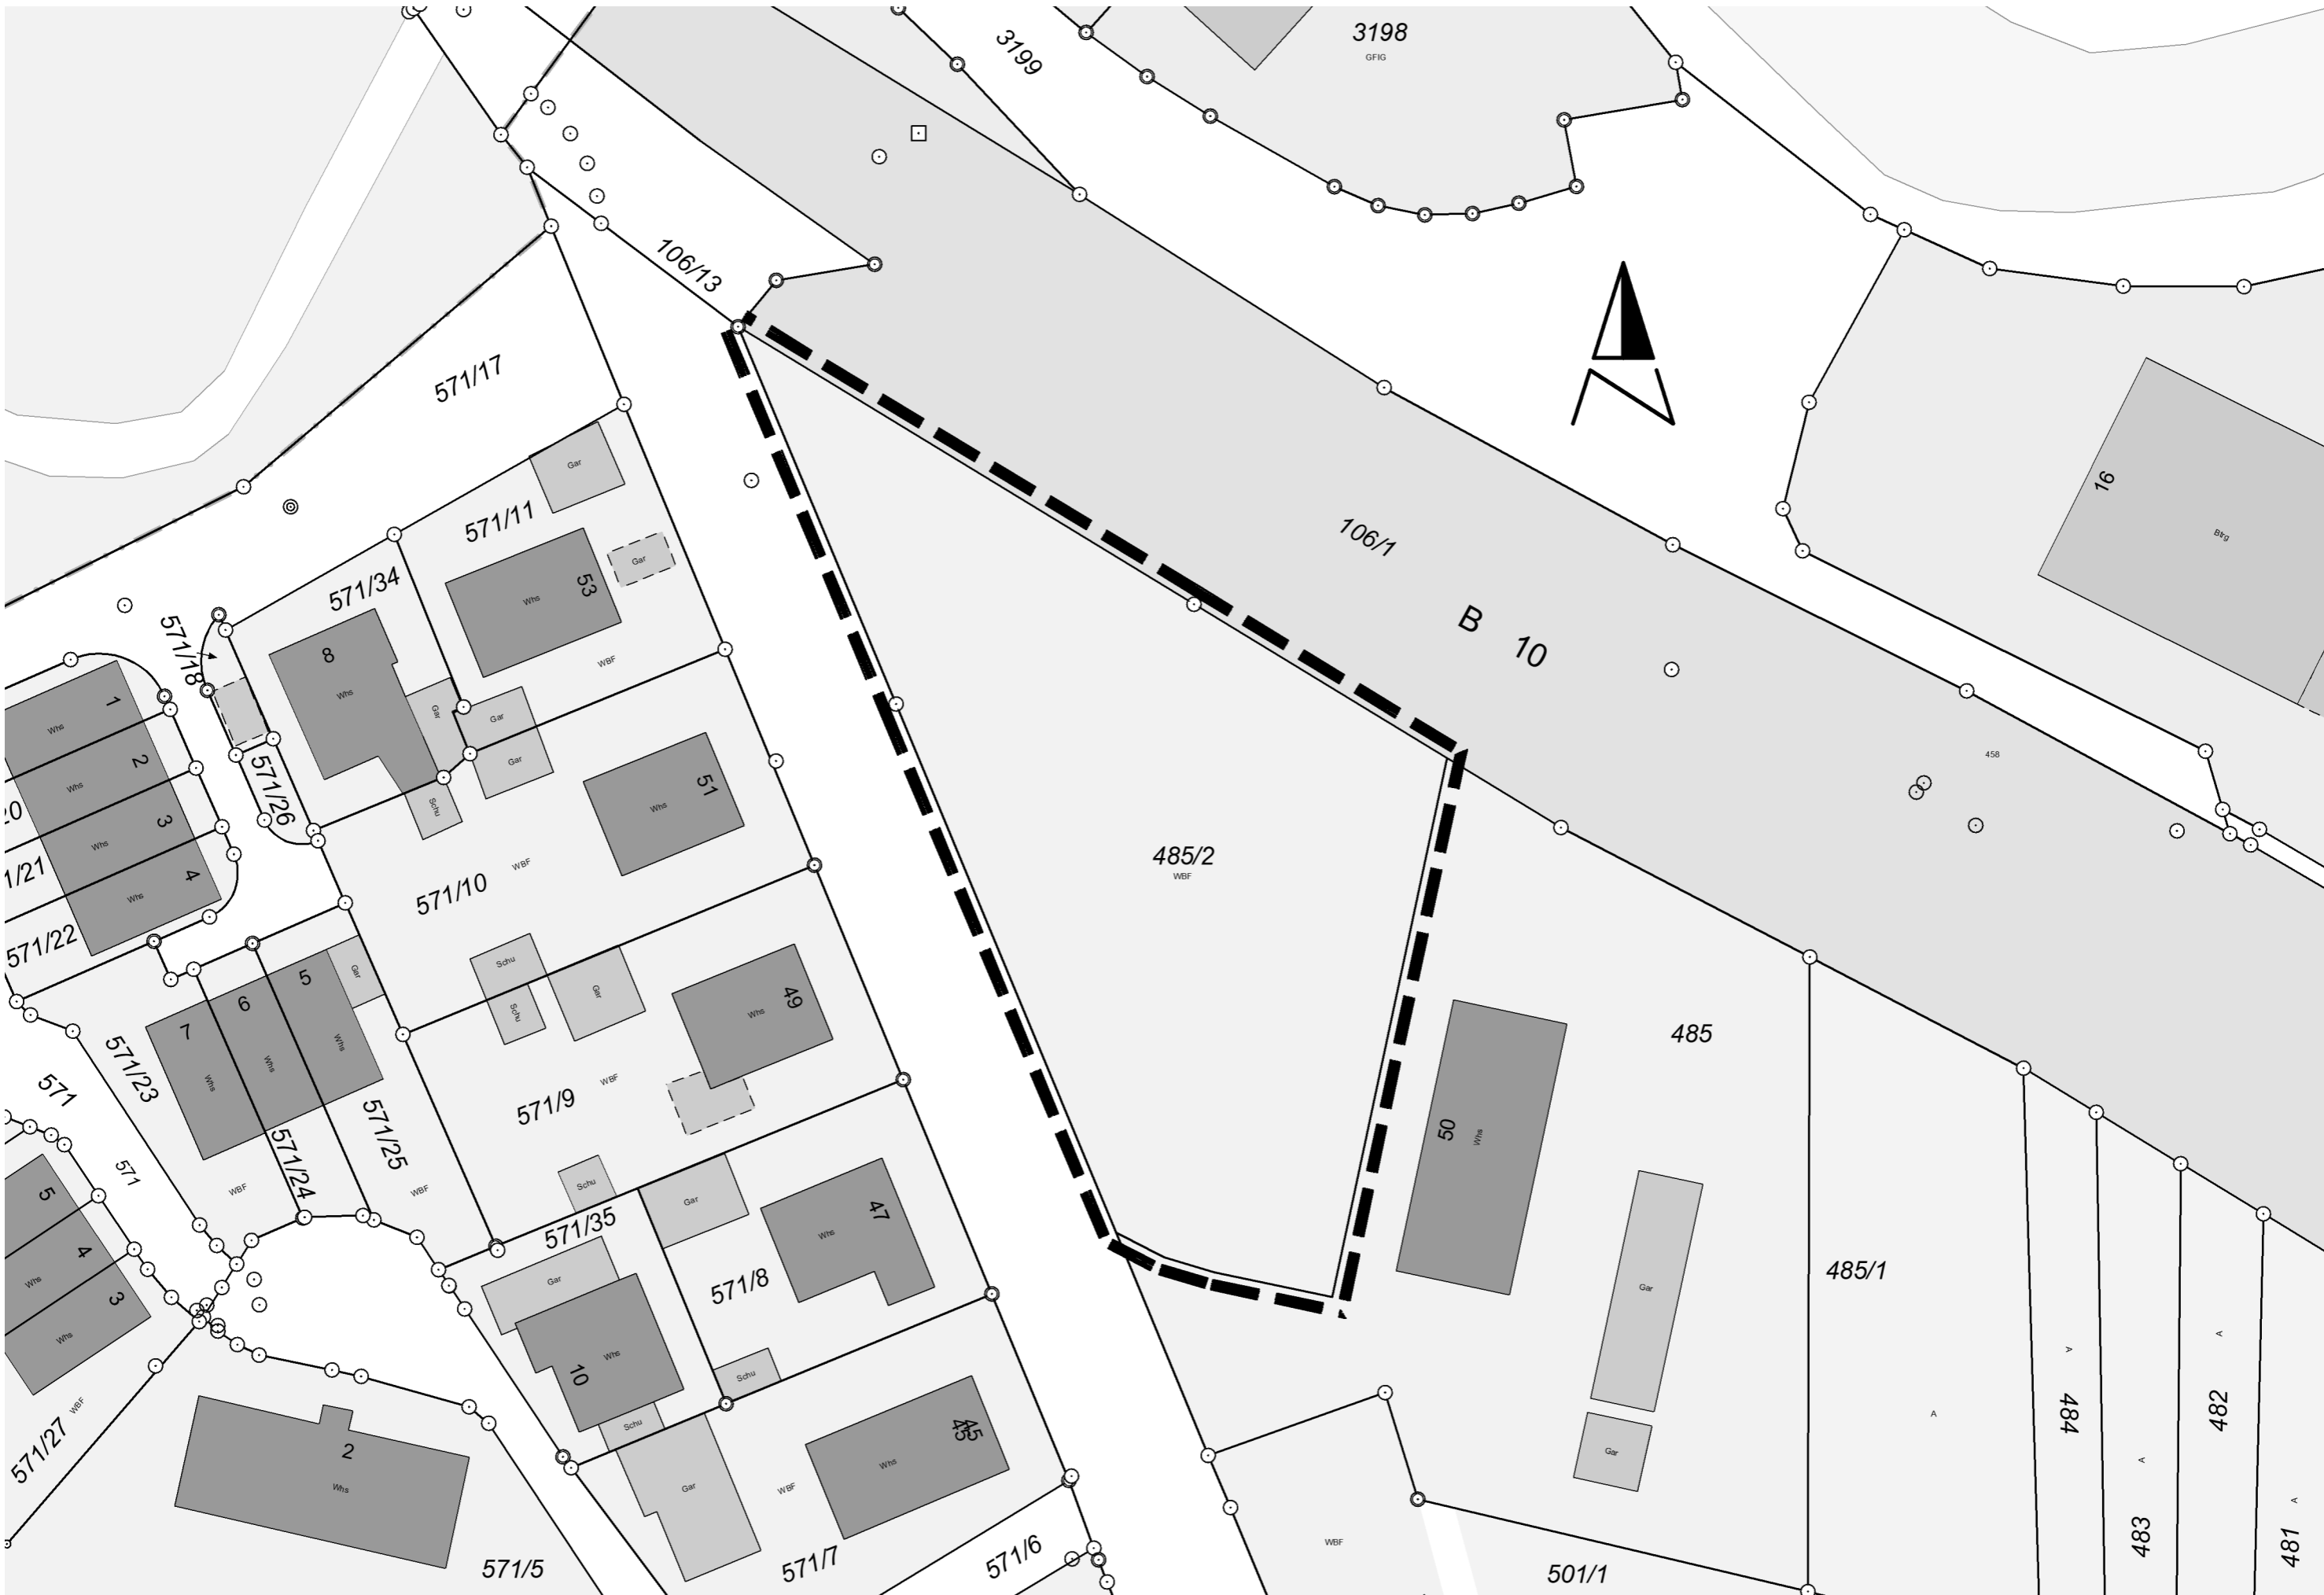 3198
GFIG
3199
106/13
571/17
Gar
571/11
106/1
16
Btrg
53
Gar
Whs
571/34
B 10
571/18
8
WBF
Whs
458
1
Whs
Gar
Gar
2
Whs
Gar
51
Whs
571/26
Schu
20
3
Whs
485/2
WBF
WBF
1/21
4
Whs
571/10
571/22
Schu
Gar
5
Gar
6
Schu
49
Whs
7
485
Whs
Whs
Whs
571/23
571
WBF
571/9
571/25
50
Whs
571/24
571
WBF
WBF
Schu
Gar
5
47
Whs
571/35
4
Whs
Gar
571/8
485/1
Gar
3
Whs
Whs
10
Schu
A
A
WBF
484
482
A
Schu
45
45
Whs
Gar
2
Whs
571/27
Gar
WBF
A
A
WBF
483
481
571/5
571/7
571/6
501/1